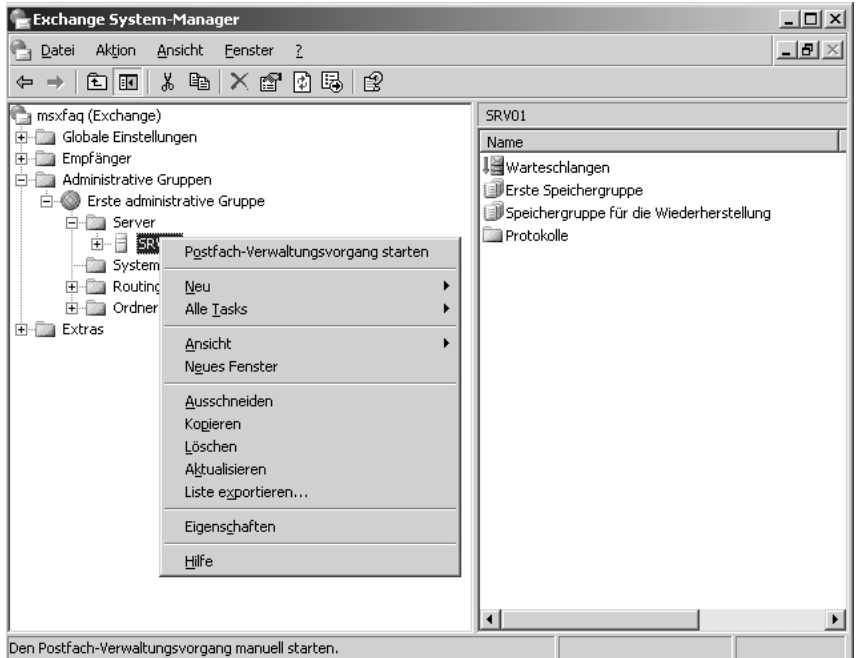 Exchange System-Manager
Datei Aktion Ansicht Fenster ?
msxfaq (Exchange)
Globale Einstellungen
Empfänger
Administrative Gruppen
Erste administrative Gruppe
Server
SR
System
Routing
Ordner
Extras
Postfach-Verwaltungsvorgang starten
Neu
Alle Tasks
Ansicht
Neues Fenster
Ausschneiden
Kopieren
Löschen
Aktualisieren
Liste exportieren...
Eigenschaften
Hilfe
SRV01
Name
Warteschlangen
Erste Speichergruppe
Speichergruppe für die Wiederherstellung
Protokolle
Den Postfach-Verwaltungsvorgang manuell starten.